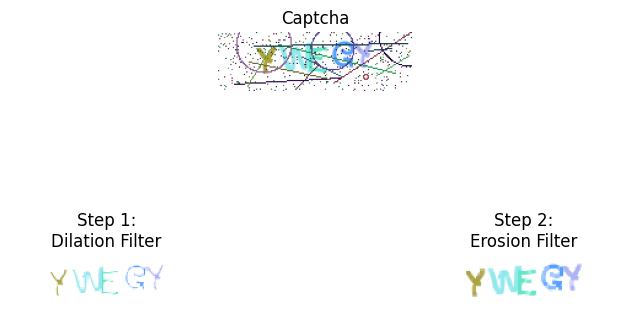 Captcha
YWEGY
Step 1:
Dilation Filter
YWEGY
Step 2:
Erosion Filter
YWEGY